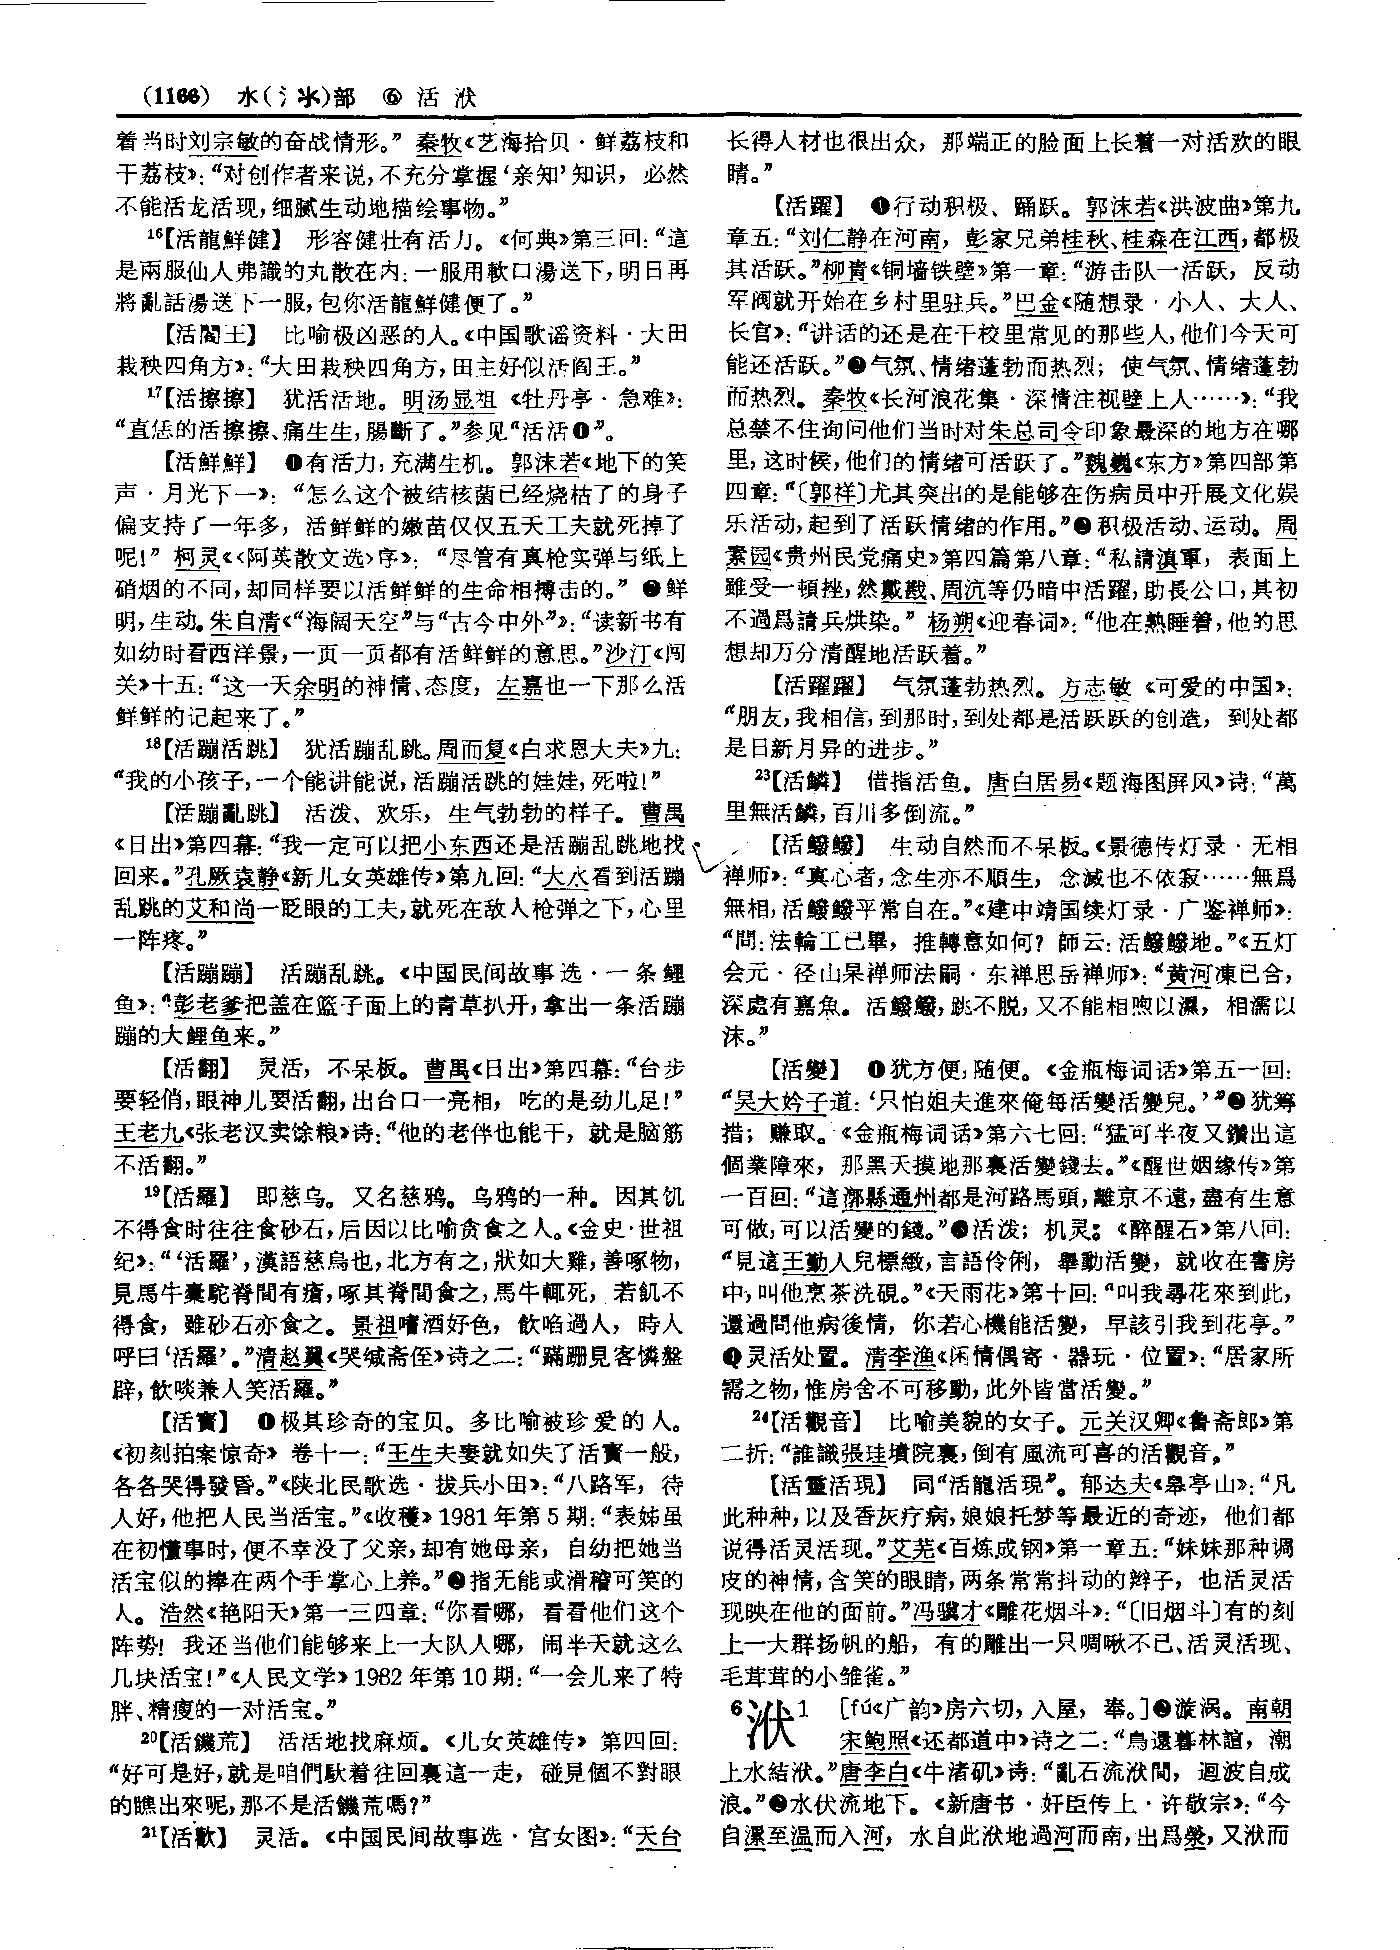 (1166) 水(氵氺)部 ⑥ 活 洑
着当时刘宗敏的奋战情形。”秦牧《艺海拾贝·鲜荔枝和
干荔枝》：“对创作者来说，不充分掌握‘亲知’知识，必然
不能活龙活现，细腻生动地描绘事物。”
16【活龍鮮健】 形容健壮有活力。《何典》第三回：“這
是兩服仙人弗識的丸散在内：一服用軟口湯送下，明日再
將亂話湯送下一服，包你活龍鮮健便了。”
【活閻王】 比喻极凶恶的人。《中国歌谣资料·大田
栽秧四角方》：“大田栽秧四角方，田主好似活阎王。”
17【活擦擦】 犹活活地。明汤显祖《牡丹亭·急难》：
“直恁的活擦擦、痛生生，腸斷了。”参见“活活❶”。
【活鮮鮮】 ❶有活力；充满生机。郭沫若《地下的笑
声·月光下一》：“怎么这个被结核菌已经烧枯了的身子
偏支持了一年多，活鲜鲜的嫩苗仅仅五天工夫就死掉了
呢！”柯灵《〈阿英散文选〉序》：“尽管有真枪实弹与纸上
硝烟的不同，却同样要以活鲜鲜的生命相搏击的。”❷鲜
明，生动。朱自清《“海阔天空”与“古今中外”》：“读新书有
如幼时看西洋景，一页一页都有活鲜鲜的意思。”沙汀《闯
关》十五：“这一天余明的神情、态度，左嘉也一下那么活
鲜鲜的记起来了。”
18【活蹦活跳】 犹活蹦乱跳。周而复《白求恩大夫》九：
“我的小孩子，一个能讲能说，活蹦活跳的娃娃，死啦！”
【活蹦亂跳】 活泼、欢乐，生气勃勃的样子。曹禺
《日出》第四幕：“我一定可以把小东西还是活蹦乱跳地找
回来。”孔厥袁静《新儿女英雄传》第九回：“大水看到活蹦
乱跳的艾和尚一眨眼的工夫，就死在敌人枪弹之下，心里
一阵疼。”
【活蹦蹦】 活蹦乱跳。《中国民间故事选·一条鲤
鱼》：“彭老爹把盖在篮子面上的青草扒开，拿出一条活蹦
蹦的大鲤鱼来。”
【活翻】 灵活，不呆板。曹禺《日出》第四幕：“台步
要轻俏，眼神儿要活翻，出台口一亮相，吃的是劲儿足！”
王老九《张老汉卖馀粮》诗：“他的老伴也能干，就是脑筋
不活翻。”
19【活羅】 即慈乌。又名慈鸦。乌鸦的一种。因其饥
不得食时往往食砂石，后因以比喻贪食之人。《金史·世祖
纪》：“‘活羅’，漢語慈烏也，北方有之，狀如大雞，善啄物，
見馬牛橐駝脊間有瘡，啄其脊間食之，馬牛輒死，若飢不
得食，雖砂石亦食之。景祖嗜酒好色，飲啗過人，時人
呼曰‘活羅’。”清赵翼《哭缄斋侄》诗之二：“蹣跚見客憐盤
辟，飲啖兼人笑活羅。”
【活寳】 ❶极其珍奇的宝贝。多比喻被珍爱的人。
《初刻拍案惊奇》卷十一：“王生夫妻就如失了活寳一般，
各各哭得發昏。”《陕北民歌选·拔兵小田》：“八路军，待
人好，他把人民当活宝。”《收穫》1981年第5期：“表姊虽
在初懂事时，便不幸没了父亲，却有她母亲，自幼把她当
活宝似的捧在两个手掌心上养。”❷指无能或滑稽可笑的
人。浩然《艳阳天》第一三四章：“你看哪，看看他们这个
阵势！我还当他们能够来上一大队人哪，闹半天就这么
几块活宝！”《人民文学》1982年第10期：“一会儿来了特
胖、精瘦的一对活宝。”
20【活饑荒】 活活地找麻烦。《儿女英雄传》第四回：
“好可是好，就是咱們馱着往回裏這一走，碰見個不對眼
的瞧出來呢，那不是活饑荒嗎？”
21【活歡】 灵活。《中国民间故事选·宫女图》：“天台
长得人材也很出众，那端正的脸面上长着一对活欢的眼
睛。”
【活躍】 ❶行动积极、踊跃。郭沫若《洪波曲》第九
章五：“刘仁静在河南，彭家兄弟桂秋、桂森在江西，都极
其活跃。”柳青《铜墙铁壁》第一章：“游击队一活跃，反动
军阀就开始在乡村里驻兵。”巴金《随想录·小人、大人、
长官》：“讲话的还是在干校里常见的那些人，他们今天可
能还活跃。”❷气氛、情绪蓬勃而热烈；使气氛、情绪蓬勃
而热烈。秦牧《长河浪花集·深情注视壁上人……》：“我
总禁不住询问他们当时对朱总司令印象最深的地方在哪
里，这时候，他们的情绪可活跃了。”魏巍《东方》第四部第
四章：“〔郭祥〕尤其突出的是能够在伤病员中开展文化娱
乐活动，起到了活跃情绪的作用。”❸积极活动、运动。周
素园《贵州民党痛史》第四篇第八章：“私請滇軍，表面上
雖受一頓挫，然戴戡、周沆等仍暗中活躍，助長公口，其初
不過爲請兵烘染。”杨朔《迎春词》：“他在熟睡着，他的思
想却万分清醒地活跃着。”
【活躍躍】 气氛蓬勃热烈。方志敏《可爱的中国》：
“朋友，我相信，到那时，到处都是活跃跃的创造，到处都
是日新月异的进步。”
23【活鱗】 借指活鱼。唐白居易《题海图屏风》诗：“萬
里無活鱗，百川多倒流。”
【活鱍鱍】 生动自然而不呆板。《景德传灯录·无相
禅师》：“真心者，念生亦不順生，念滅也不依寂……無爲
無相，活鱍鱍平常自在。”《建中靖国续灯录·广鉴禅师》：
“問：法輪工已畢，推轉意如何？師云：活鱍鱍地。”《五灯
会元·径山杲禅师法嗣·东禅思岳禅师》：“黄河凍已合，
深處有嘉魚。活鱍鱍，跳不脱，又不能相煦以濕，相濡以
沫。”
【活變】 ❶犹方便；随便。《金瓶梅词话》第五一回：
“吴大妗子道：‘只怕姐夫進來俺每活變活變兒。’”❷犹筹
措；赚取。《金瓶梅词话》第六七回：“猛可半夜又鑽出這
個業障來，那黑天摸地那裏活變錢去。”《醒世姻缘传》第
一百回：“這漷縣通州都是河路馬頭，離京不遠，盡有生意
可做；可以活變的錢。”❸活泼；机灵。《醉醒石》第八回：
“見這王勤人兒標緻，言語伶俐，舉動活變，就收在書房
中，叫他烹茶洗硯。”《天雨花》第十回：“叫我尋花來到此，
還過問他病後情，你若心機能活變，早該引我到花亭。”
❹灵活处置。清李渔《闲情偶寄·器玩·位置》：“居家所
需之物，惟房舍不可移動，此外皆當活變。”
24【活觀音】 比喻美貌的女子。元关汉卿《鲁斋郎》第
二折：“誰識張珪墳院裏，倒有風流可喜的活觀音。”
【活靈活現】 同“活龍活現”。郁达夫《皋亭山》：“凡
此种种，以及香灰疗病，娘娘托梦等最近的奇迹，他们都
说得活灵活现。”艾芜《百炼成钢》第一章五：“妹妹那种调
皮的神情，含笑的眼睛，两条常常抖动的辫子，也活灵活
现映在他的面前。”冯骥才《雕花烟斗》：“〔旧烟斗〕有的刻
上一大群扬帆的船，有的雕出一只啁啾不已、活灵活现、
毛茸茸的小雏雀。”
6洑1 [fú《广韵》房六切，入屋，奉。]❶漩涡。南朝
宋鲍照《还都道中》诗之二：“鳥還暮林諠，潮
上水結洑。”唐李白《牛渚矶》诗：“亂石流洑間，迴波自成
浪。”❷水伏流地下。《新唐书·奸臣传上·许敬宗》：“今
自漯至温而入河，水自此洑地過河而南，出爲滎，又洑而